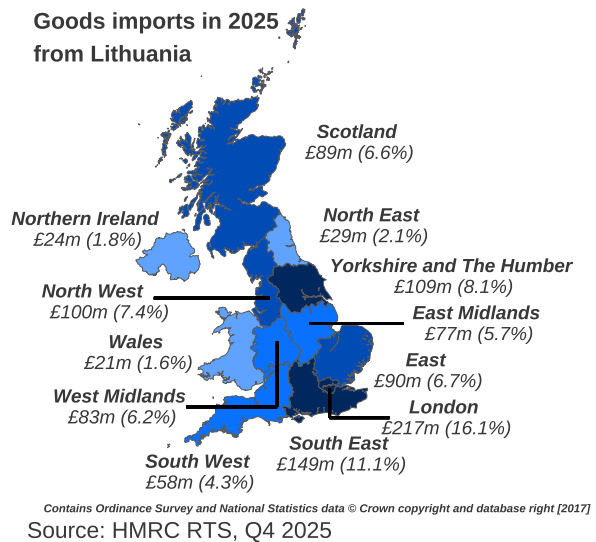 Goods imports in 2025
from Lithuania
Scotland
£89m (6.6%)
Northern Ireland
£24m (1.8%)
North East
£29m (2.1%)
Yorkshire and The Humber
£109m (8.1%)
North West
£100m (7.4%)
East Midlands
£77m (5.7%)
Wales
£21m (1.6%)
East
£90m (6.7%)
West Midlands
£83m (6.2%)
London
£217m (16.1%)
South East
£149m (11.1%)
South West
£58m (4.3%)
Contains Ordinance Survey and National Statistics data © Crown copyright and database right [2017]
Source: HMRC RTS, Q4 2025